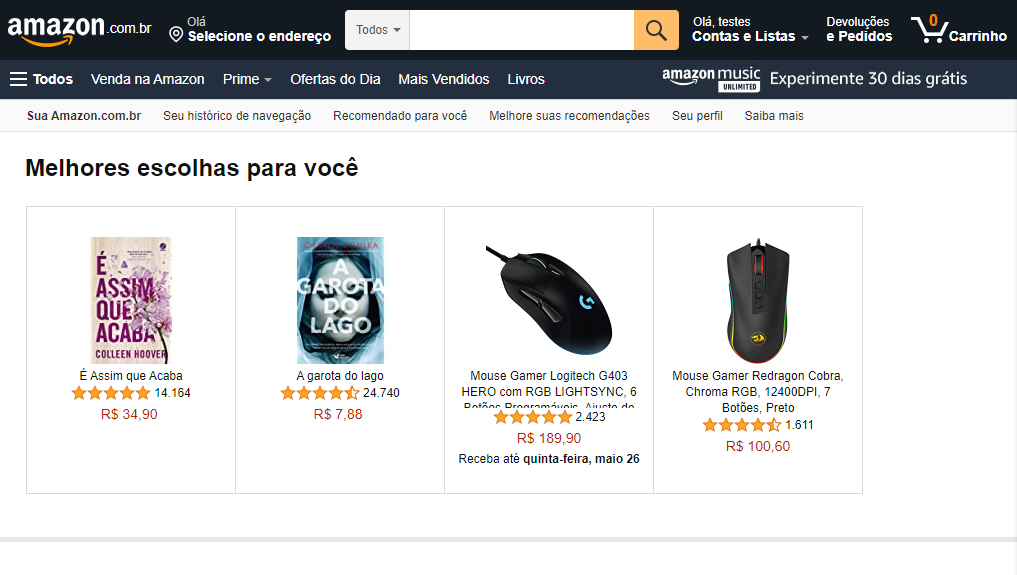 amazon.com.br
Olá
Selecione o endereço
Todos
Olá, testes
Contas e Listas
Devoluções
e Pedidos
0
Carrinho
Todos
Venda na Amazon
Prime
Ofertas do Dia
Mais Vendidos
Livros
amazon music
UNLIMITED
Experimente 30 dias grátis
Sua Amazon.com.br
Seu histórico de navegação
Recomendado para você
Melhore suas recomendações
Seu perfil
Saiba mais
Melhores escolhas para você
É
ASSIM
QUE
ACABA
COLLEEN HOOVER
É Assim que Acaba
14.164
R$ 34,90
A
GAROTA
DO
LAGO
A garota do lago
24.740
R$ 7,88
Mouse Gamer Logitech G403
HERO com RGB LIGHTSYNC, 6
Botões Programáveis, Ajuste de
2.423
R$ 189,90
Receba até quinta-feira, maio 26
Mouse Gamer Redragon Cobra,
Chroma RGB, 12400DPI, 7
Botões, Preto
1.611
R$ 100,60